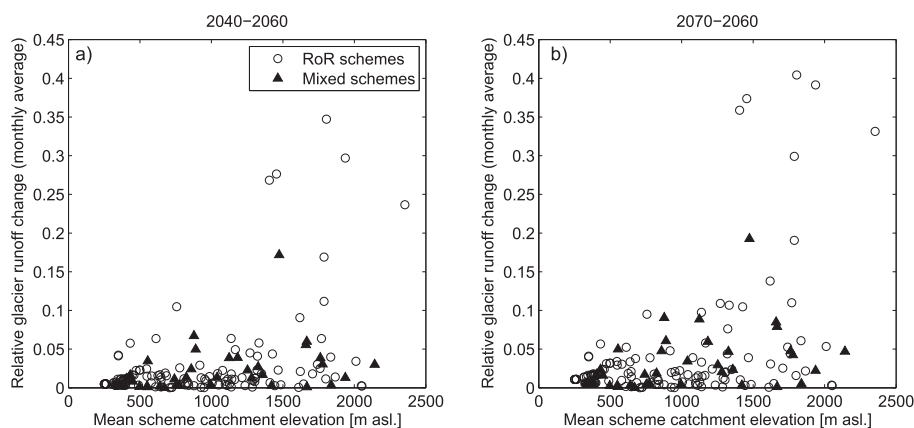 2040−2060
a)
RoR schemes
Mixed schemes
Relative glacier runoff change (monthly average)
0.45
0.4
0.35
0.3
0.25
0.2
0.15
0.1
0.05
0
0 500 1000 1500 2000 2500
Mean scheme catchment elevation [m asl.]
2070−2060
b)
Relative glacier runoff change (monthly average)
0.45
0.4
0.35
0.3
0.25
0.2
0.15
0.1
0.05
0
0 500 1000 1500 2000 2500
Mean scheme catchment elevation [m asl.]